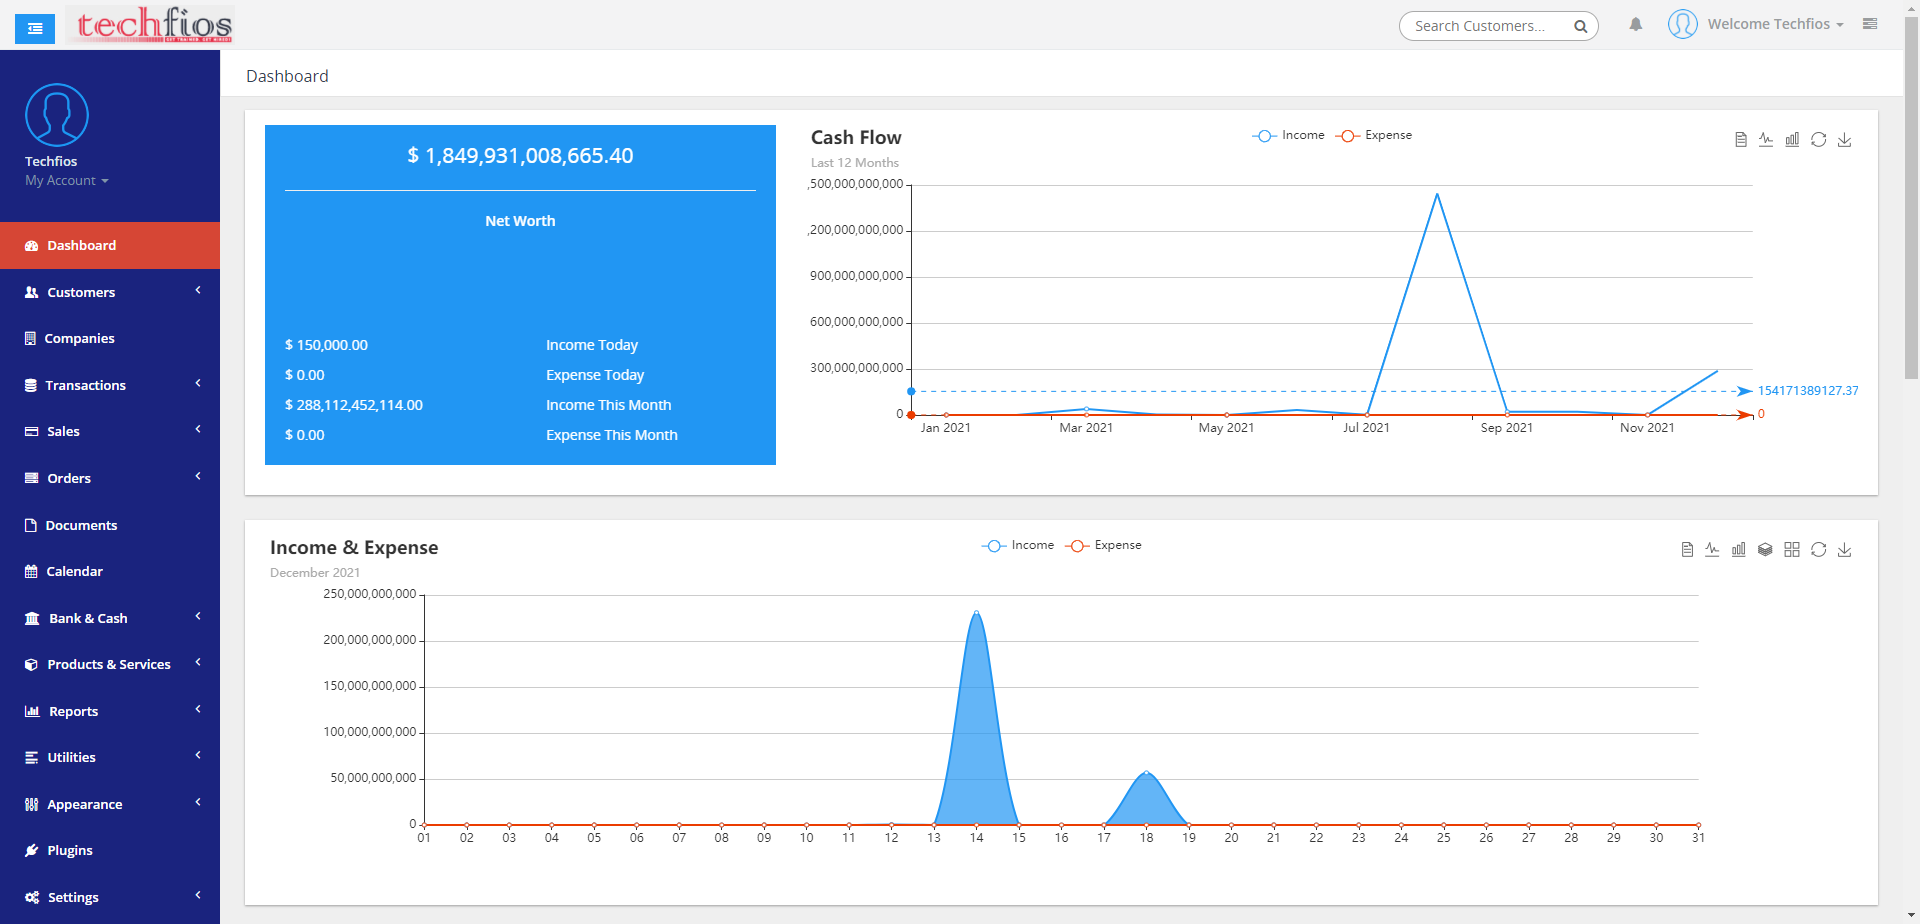 techfios
GET TRAINED. GET HIRED!
Search Customers...
Welcome Techfios
Techfios
My Account
Dashboard
Customers
Companies
Transactions
Sales
Orders
Documents
Calendar
Bank & Cash
Products & Services
Reports
Utilities
Appearance
Plugins
Settings
Dashboard
$ 1,849,931,008,665.40
Net Worth
$ 150,000.00 Income Today
$ 0.00 Expense Today
$ 288,112,452,114.00 Income This Month
$ 0.00 Expense This Month
Cash Flow
Last 12 Months
Income Expense
,500,000,000,000
,200,000,000,000
900,000,000,000
600,000,000,000
300,000,000,000
0
154171389127.37
0
Jan 2021 Mar 2021 May 2021 Jul 2021 Sep 2021 Nov 2021
Income & Expense
December 2021
Income Expense
250,000,000,000
200,000,000,000
150,000,000,000
100,000,000,000
50,000,000,000
0
01 02 03 04 05 06 07 08 09 10 11 12 13 14 15 16 17 18 19 20 21 22 23 24 25 26 27 28 29 30 31